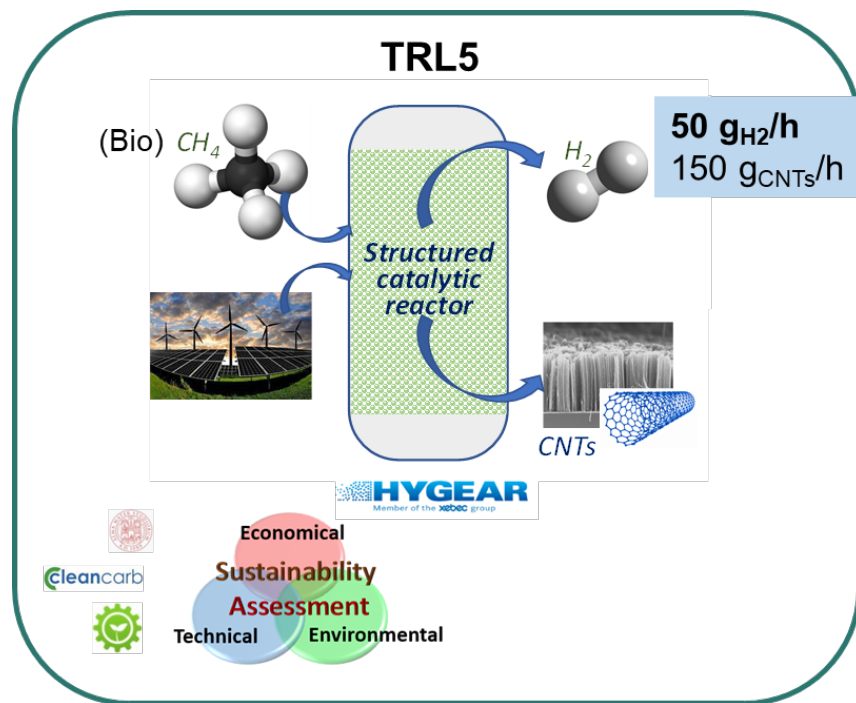 TRL5
(Bio) CH4
H2
50 gH2/h
150 gCNTs/h
Structured
catalytic
reactor
CNTs
HYGEAR
Member of the xebec group
Economical
Sustainability
cleancarb
Assessment
Technical
Environmental